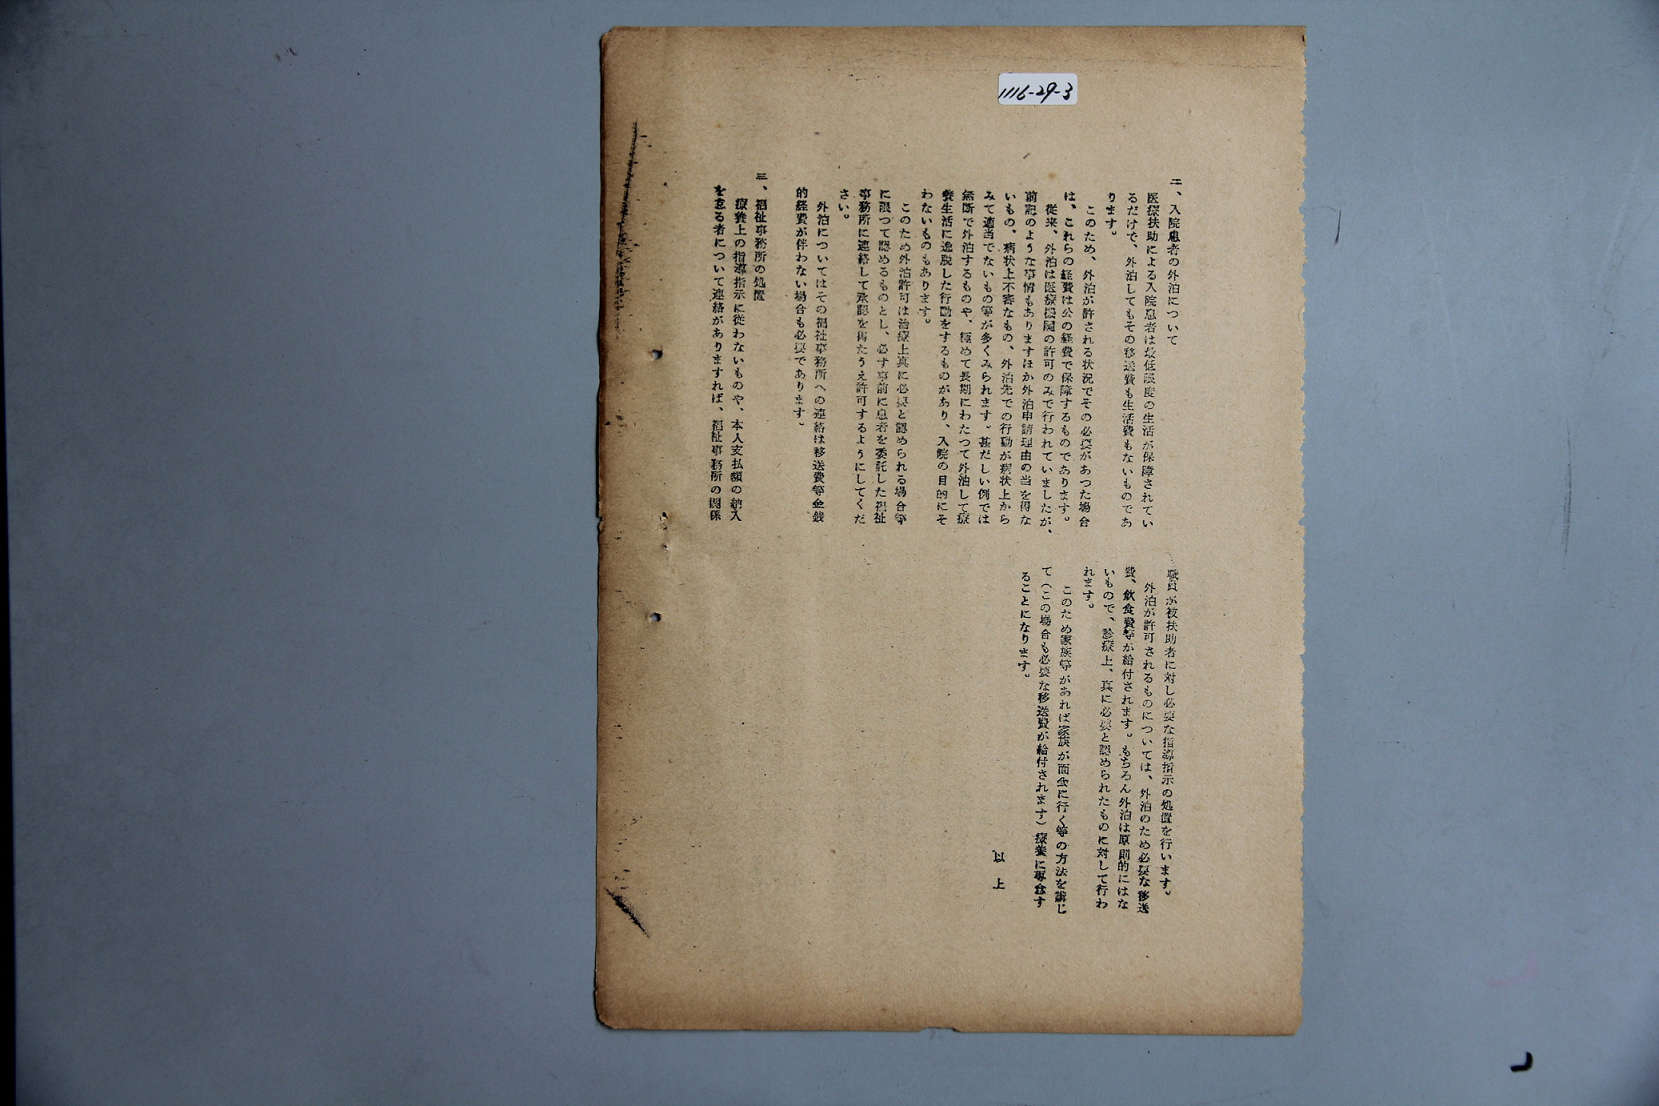 1116-29-3
二、入院患者の外泊について
医療扶助による入院患者は最低限度の生活が保障されてい
るだけで、外泊してもその移送費も生活費もないものであ
ります。
このため、外泊が許される状況でその必要があつた場合
は、これらの経費は公の経費で保障するものであります。
従来、外泊は医療機関の許可のみで行われていましたが、
前記のような事情もありますほか外泊申請理由の当を得な
いもの、病状上不審なもの、外泊先での行動が病状上から
みて適当でないもの等が多くみられます。甚だしい例では
無断で外泊するものや、極めて長期にわたつて外泊して療
養生活に逸脱した行動をするものがあり、入院の目的にそ
わないものもあります。
このため外泊許可は治療上真に必要と認められる場合等
に限つて認めるものとし、必ず事前に患者を委託した福祉
事務所に連絡して承認を得たうえ許可するようにしてくだ
さい。
外泊についてはその福祉事務所への連絡は移送費等金銭
的経費が伴わない場合も必要であります。
三、福祉事務所の処置
療養上の指導指示に従わないものや、本人支払額の納入
を怠る者について連絡がありますれば、福祉事務所の関係
職員が被扶助者に対し必要な指導指示の処置を行います。
外泊が許可されるものについては、外泊のため必要な移送
費、飲食費等が給付されます。もちろん外泊は原則的にはな
いもので、診療上、真に必要と認められたものに対して行わ
れます。
このため家族等があれば家族が面会に行く等の方法を講じ
て（この場合も必要な移送費が給付されます）療養に専念す
ることになります。
以上